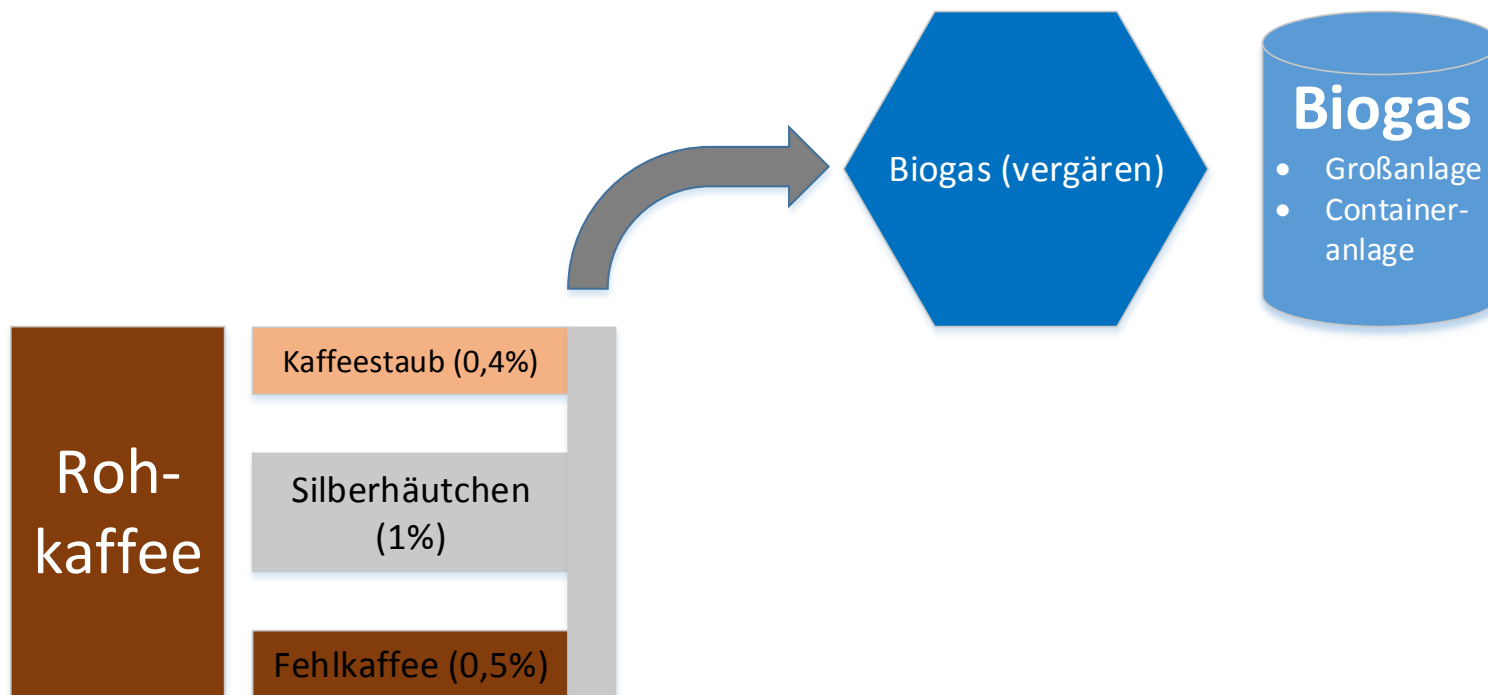 Biogas (vergären)
Biogas
• Großanlage
• Container-
anlage
Kaffeestaub (0,4%)
Roh-
kaffee
Silberhäutchen
(1%)
Fehlkaffee (0,5%)